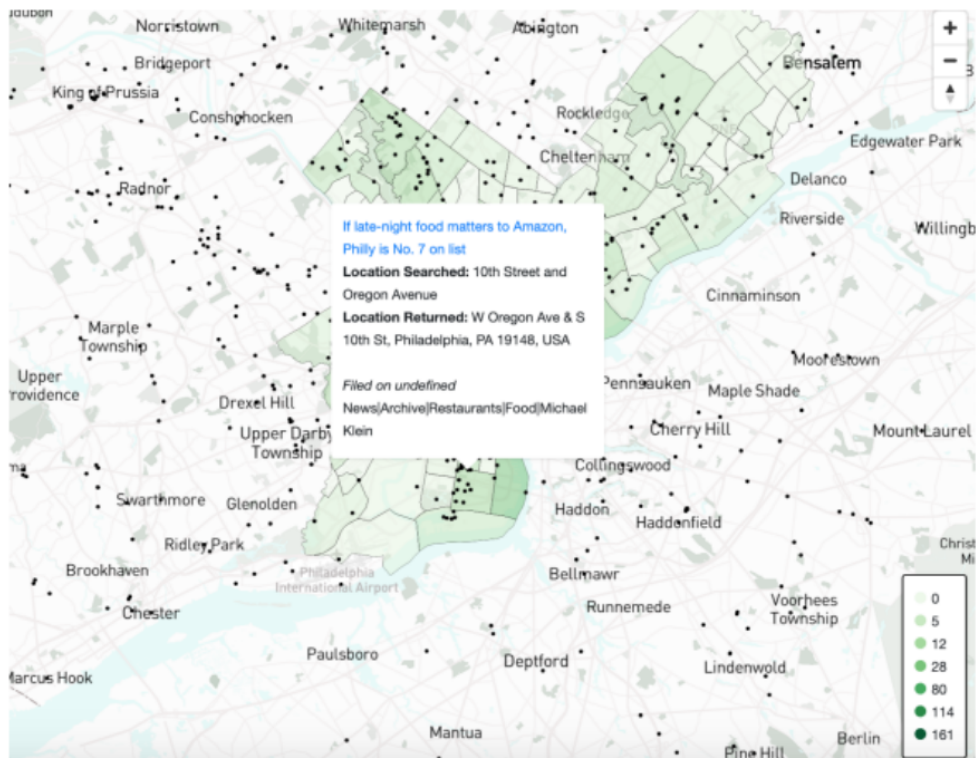 Norristown
Whitemarsh
Abington
Bridgeport
Bensalem
King of Prussia
Conshohocken
Rockledge
Edgewater Park
Cheltenham
Radnor
Delanco
Riverside
Willingb
If late-night food matters to Amazon,
Philly is No. 7 on list
Location Searched: 10th Street and
Oregon Avenue
Location Returned: W Oregon Ave & S
10th St, Philadelphia, PA 19148, USA
Filed on undefined
News|Archive|Restaurants|Food|Michael
Klein
Cinnaminson
Marple
Township
Moorestown
Upper
rovidence
Pennsauken
Maple Shade
Drexel Hill
Upper Darby
Township
Cherry Hill
Mount Laurel
Collingswood
Swarthmore
Glenolden
Haddon
Haddonfield
Ridley Park
Christ
Mi
Brookhaven
Philadelphia
International Airport
Bellmawr
Chester
Runnemede
Voorhees
Township
Paulsboro
Deptford
Lindenwold
Marcus Hook
Mantua
Pine Hill
Berlin
0
5
12
28
80
114
161